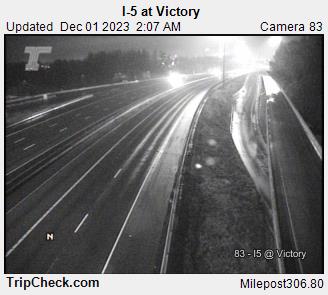 I-5 at Victory
Updated Dec 01 2023 2:07 AM Camera 83
T
N
83 - I5 @ Victory
TripCheck.com Milepost306.80